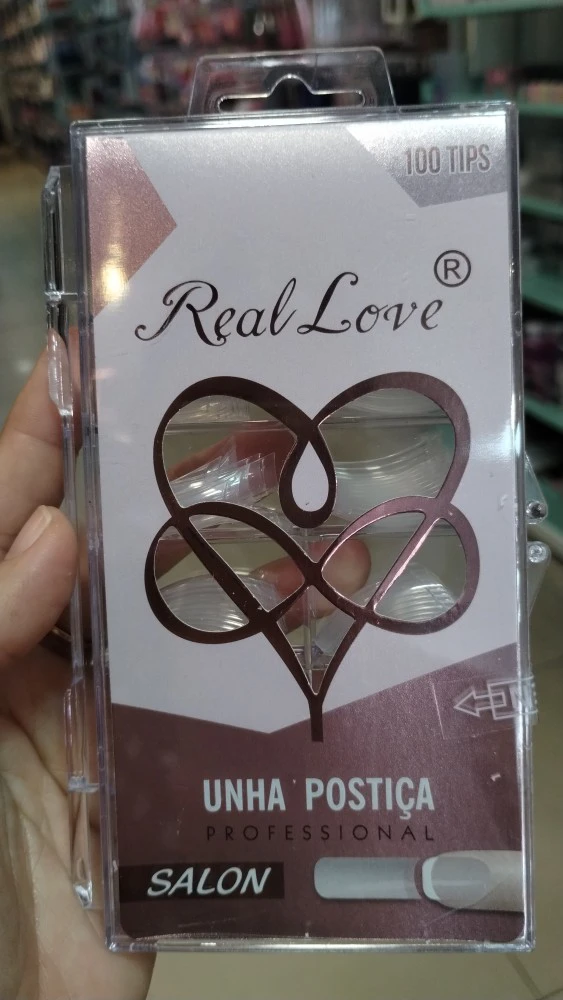 100 TIPS
Real Love®
UNHA POSTIÇA
PROFESSIONAL
SALON